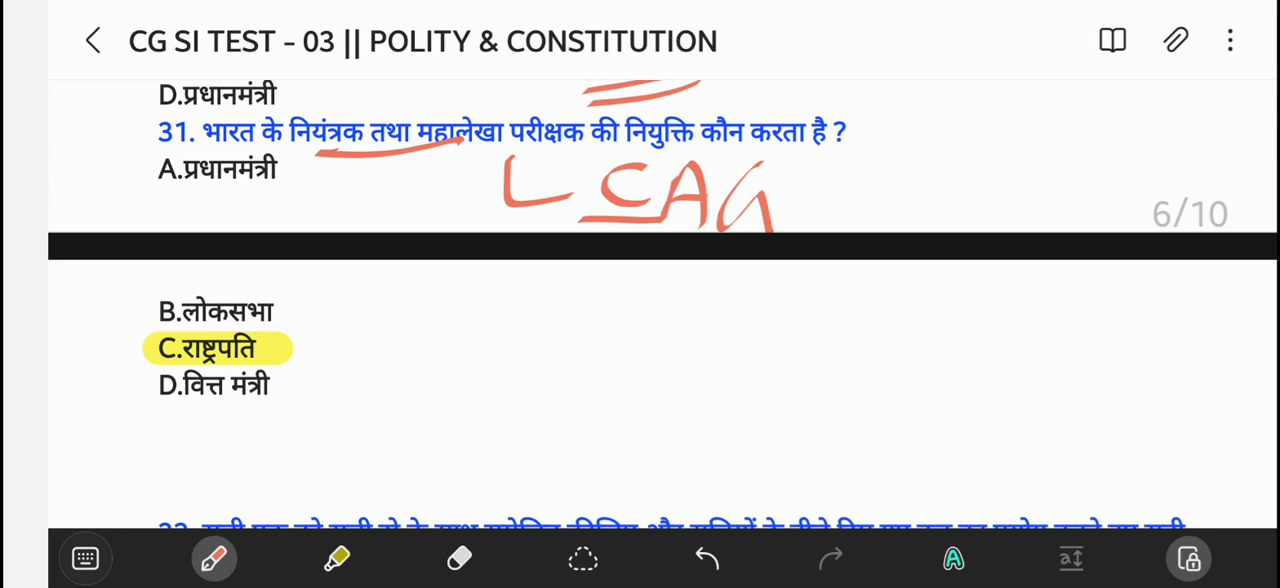 CG SI TEST - 03 || POLITY & CONSTITUTION
D.प्रधानमंत्री
31. भारत के नियंत्रक तथा महालेखा परीक्षक की नियुक्ति कौन करता है ?
A.प्रधानमंत्री
CAG
6/10
B.लोकसभा
C.राष्ट्रपति
D.वित्त मंत्री